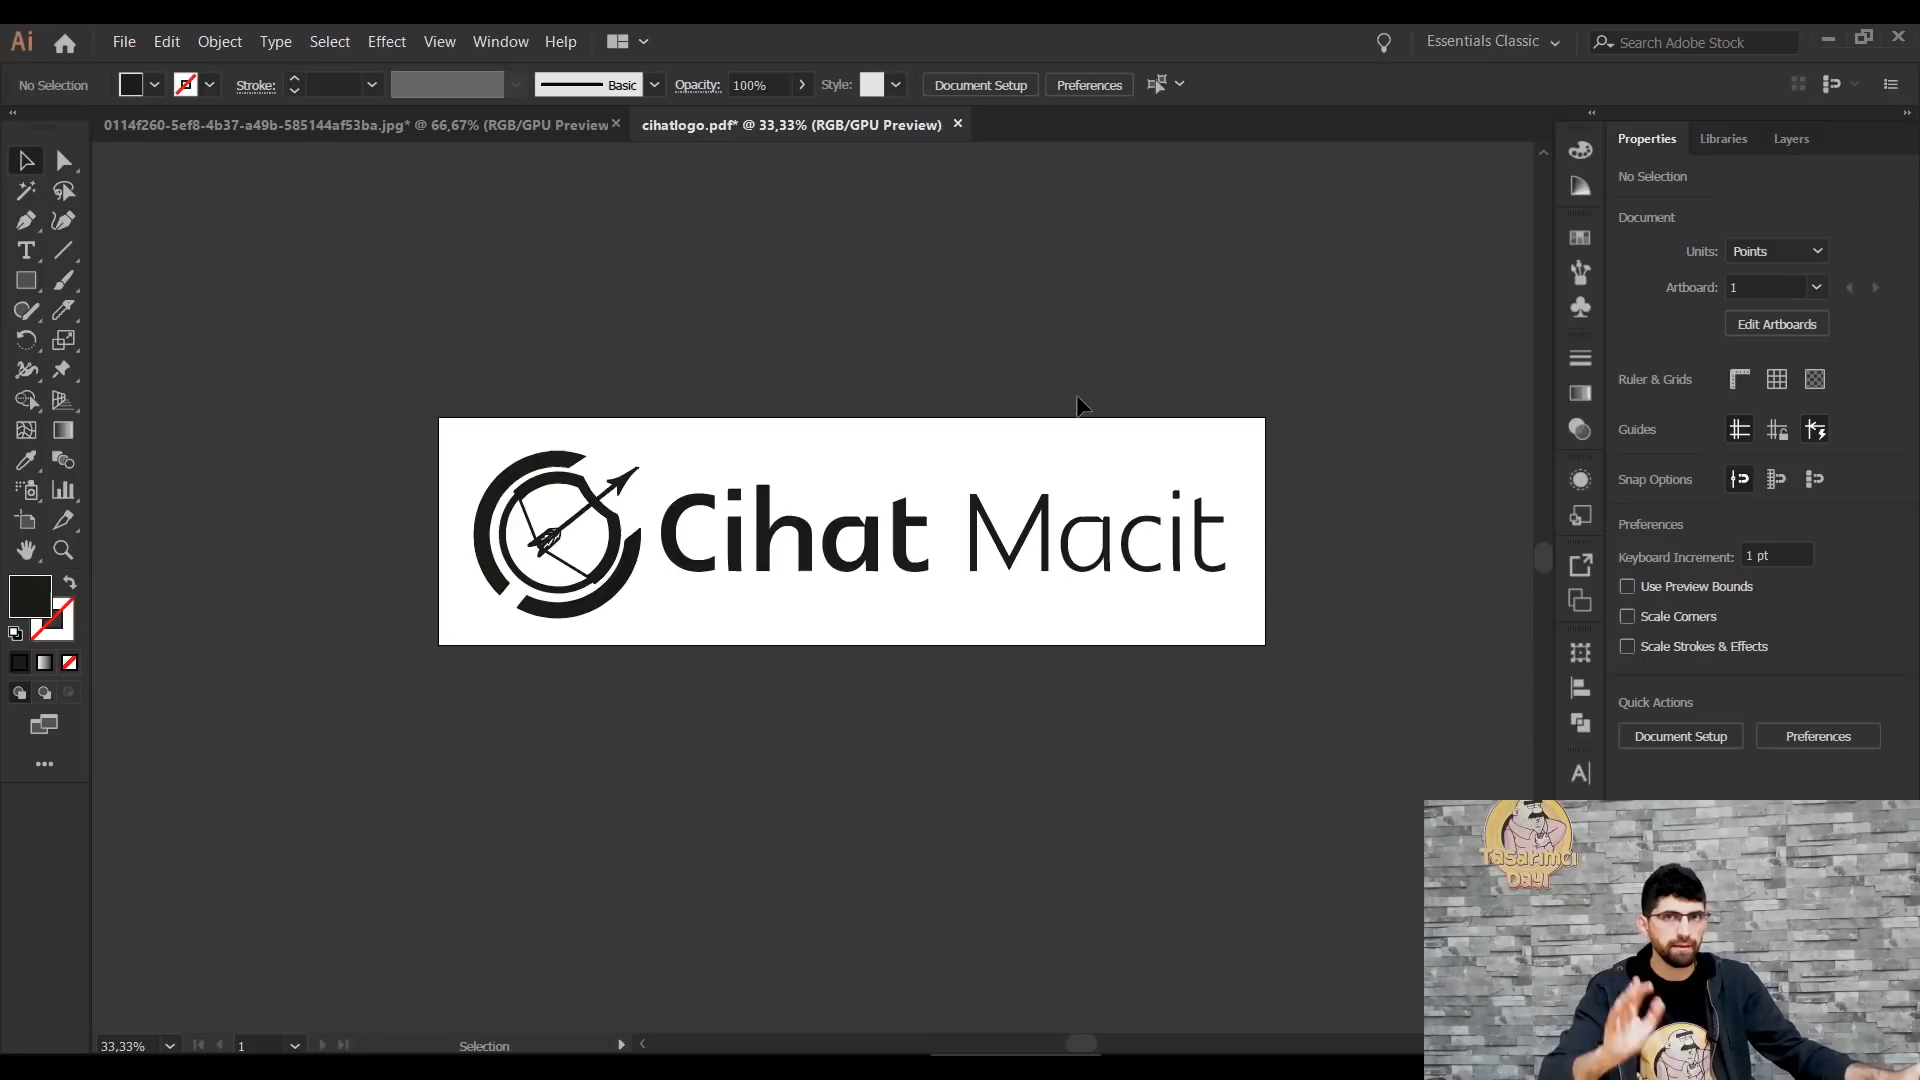 Ai File Edit Object Type Select Effect View Window Help Essentials Classic Search Adobe Stock
No Selection Stroke: Basic Opacity: 100% Style: Document Setup Preferences
0114f260-5ef8-4b37-a49b-585144af53ba.jpg* @ 66,67% (RGB/GPU Preview
cihatlogo.pdf* @ 33,33% (RGB/GPU Preview)
Cihat Macit
Properties Libraries Layers
No Selection
Document
Units: Points
Artboard: 1
Edit Artboards
Ruler & Grids
Guides
Snap Options
Preferences
Keyboard Increment: 1 pt
Use Preview Bounds
Scale Corners
Scale Strokes & Effects
Quick Actions
Document Setup Preferences
Tasarımcı
Dayı
33,33% 1 Selection